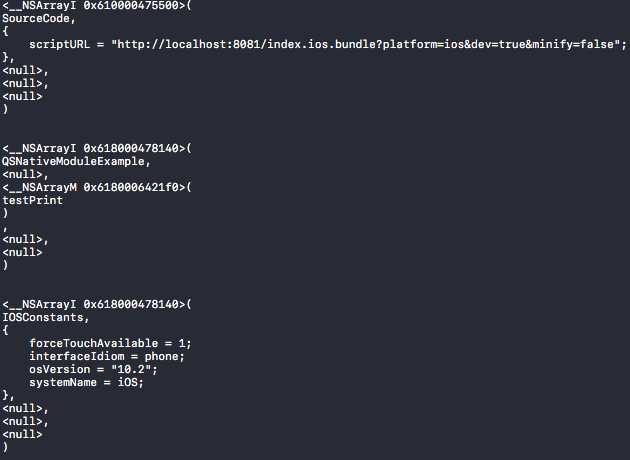 <__NSArrayI 0x610000475500>(
SourceCode,
{
    scriptURL = "http://localhost:8081/index.ios.bundle?platform=ios&dev=true&minify=false";
},
<null>,
<null>,
<null>
)
<__NSArrayI 0x618000478140>(
QSNativeModuleExample,
<null>,
<__NSArrayM 0x6180006421f0>(
testPrint
)
,
<null>,
<null>
)
<__NSArrayI 0x618000478140>(
IOSConstants,
{
    forceTouchAvailable = 1;
    interfaceIdiom = phone;
    osVersion = "10.2";
    systemName = iOS;
},
<null>,
<null>,
<null>
)